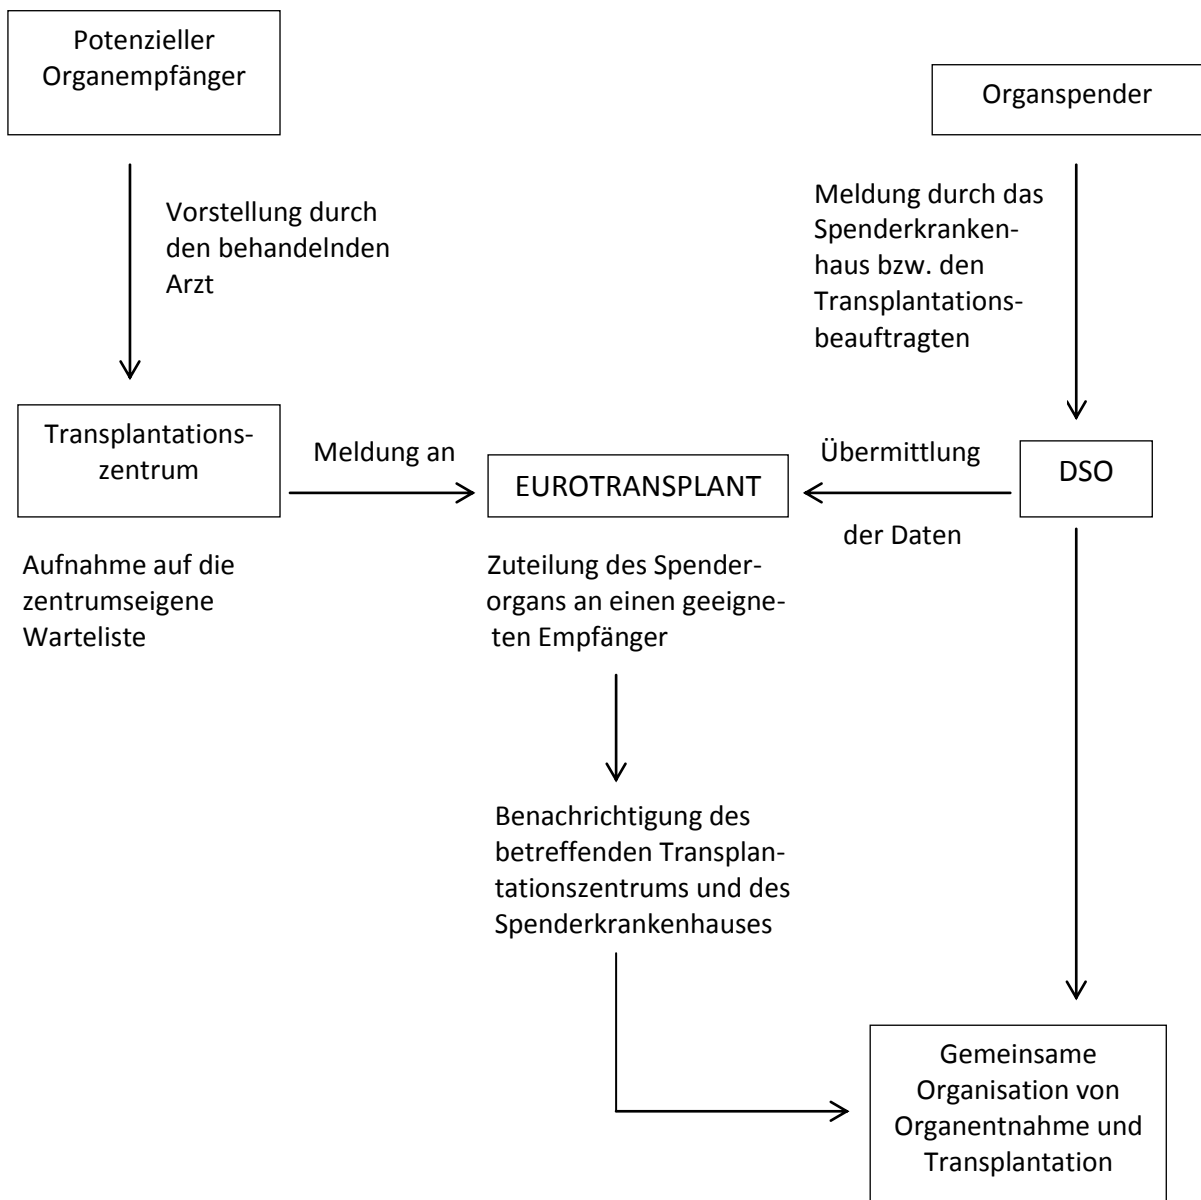 Potenzieller
Organempfänger
Organspender
Vorstellung durch
den behandelnden
Arzt
Meldung durch das
Spenderkranken-
haus bzw. den
Transplantations-
beauftragten
Transplantations-
zentrum
Meldung an
EUROTRANSPLANT
Übermittlung
der Daten
DSO
Aufnahme auf die
zentrumseigene
Warteliste
Zuteilung des Spender-
organs an einen geeigne-
ten Empfänger
Benachrichtigung des
betreffenden Transplan-
tationszentrums und des
Spenderkrankenhauses
Gemeinsame
Organisation von
Organentnahme und
Transplantation